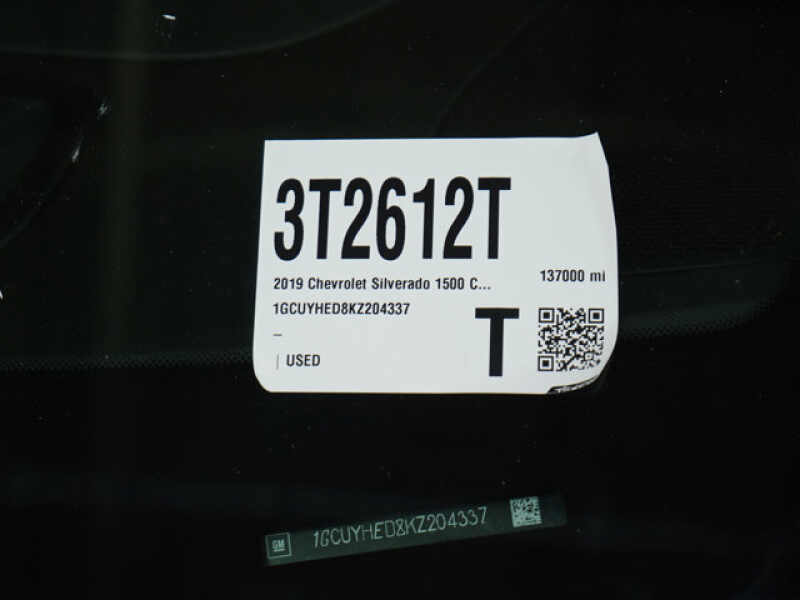 3T2612T
2019 Chevrolet Silverado 1500 C...
137000 mi
1GCUYHED8KZ204337
–
| USED
T
GM
1GCUYHED8KZ204337